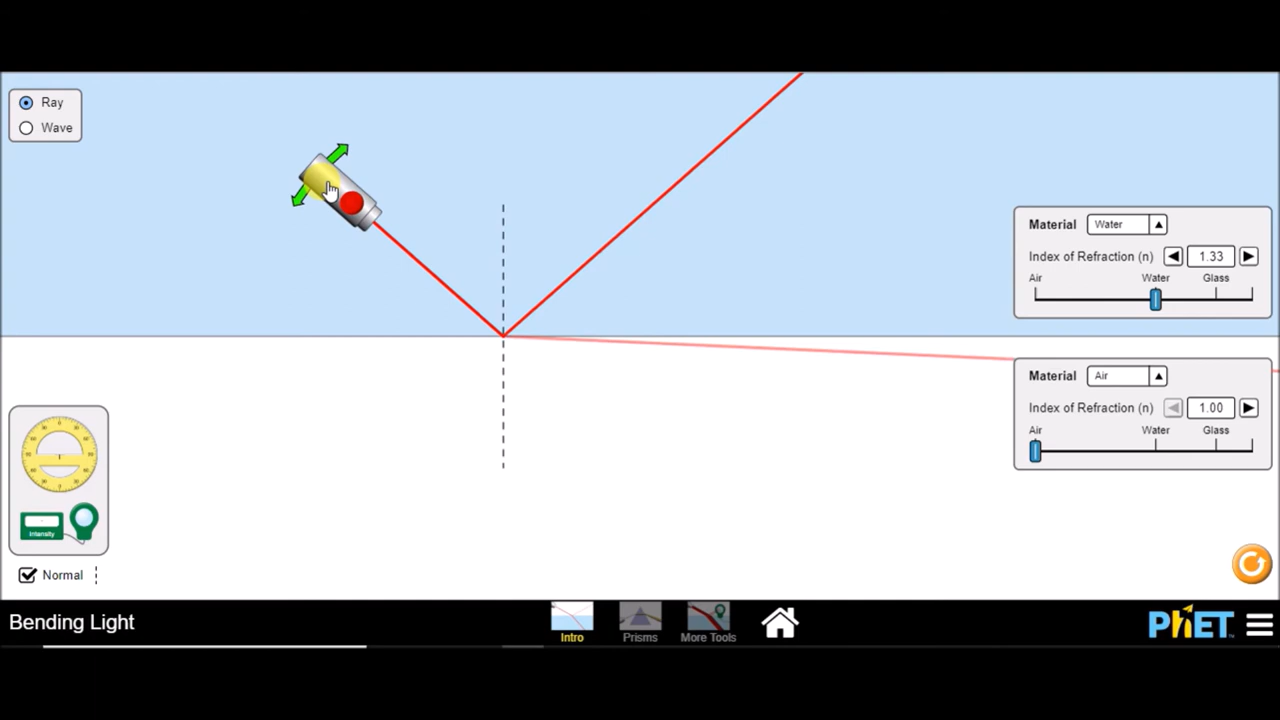 Ray
Wave
Material Water
Index of Refraction (n) 1.33
Air Water Glass
Material Air
Index of Refraction (n) 1.00
Air Water Glass
Intensity
Normal
Bending Light
Intro
Prisms
More Tools
PhET